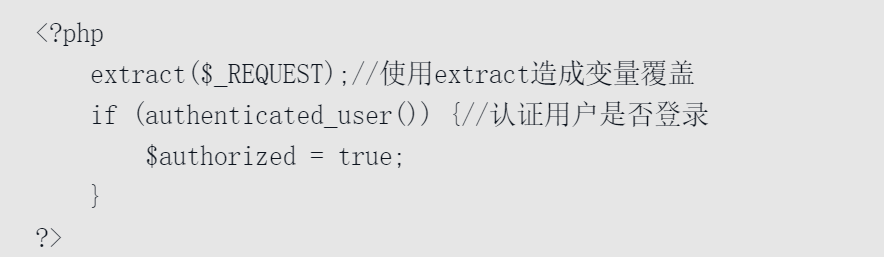 <?php
extract($_REQUEST);//使用extract造成变量覆盖
if (authenticated_user()) {//认证用户是否登录
$authorized = true;
}
?>